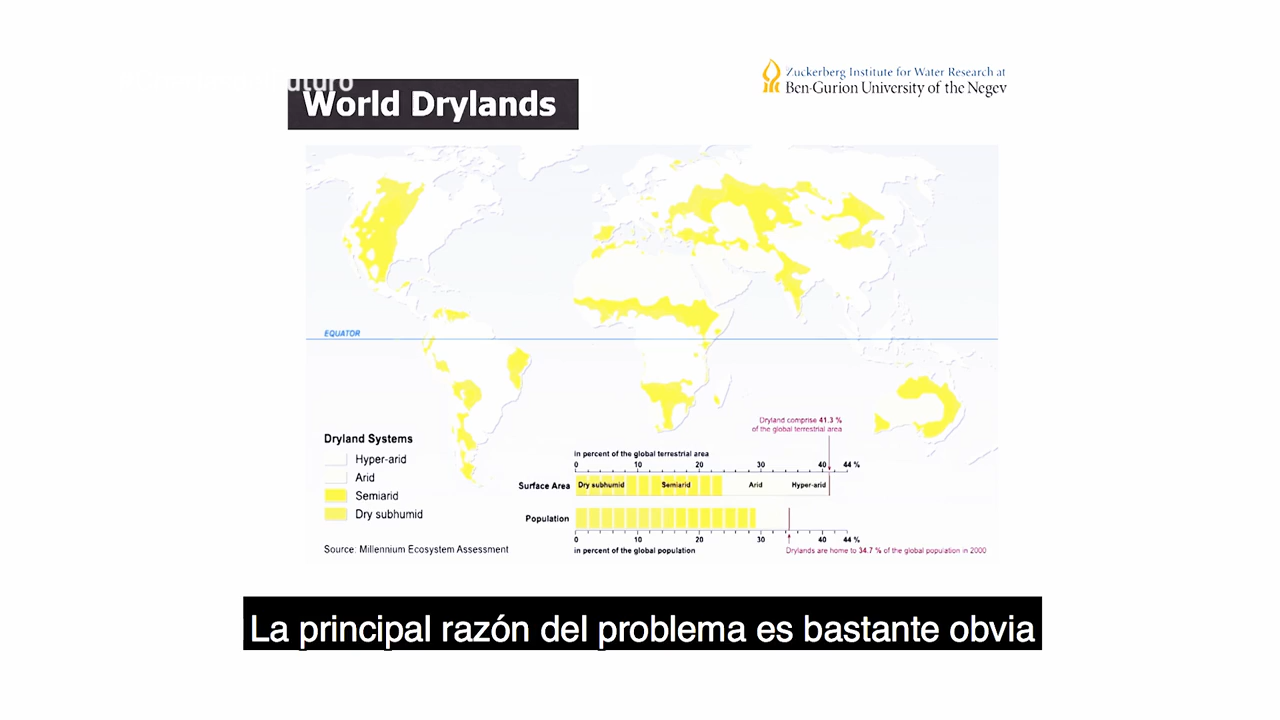 uturo
World Drylands
Zuckerberg Institute for Water Research at
Ben-Gurion University of the Negev
EQUATOR
Dryland Systems
Hyper-arid
Arid
Semiarid
Dry subhumid
Source: Millennium Ecosystem Assessment
Dryland comprise 41.3 %
of the global terrestrial area
in percent of the global terrestrial area
0 10 20 30 40 44 %
Surface Area Dry subhumid Semiarid Arid Hyper-arid
Population
0 10 20 30 40 44 %
in percent of the global population
Drylands are home to 34.7 % of the global population in 2000
La principal razón del problema es bastante obvia